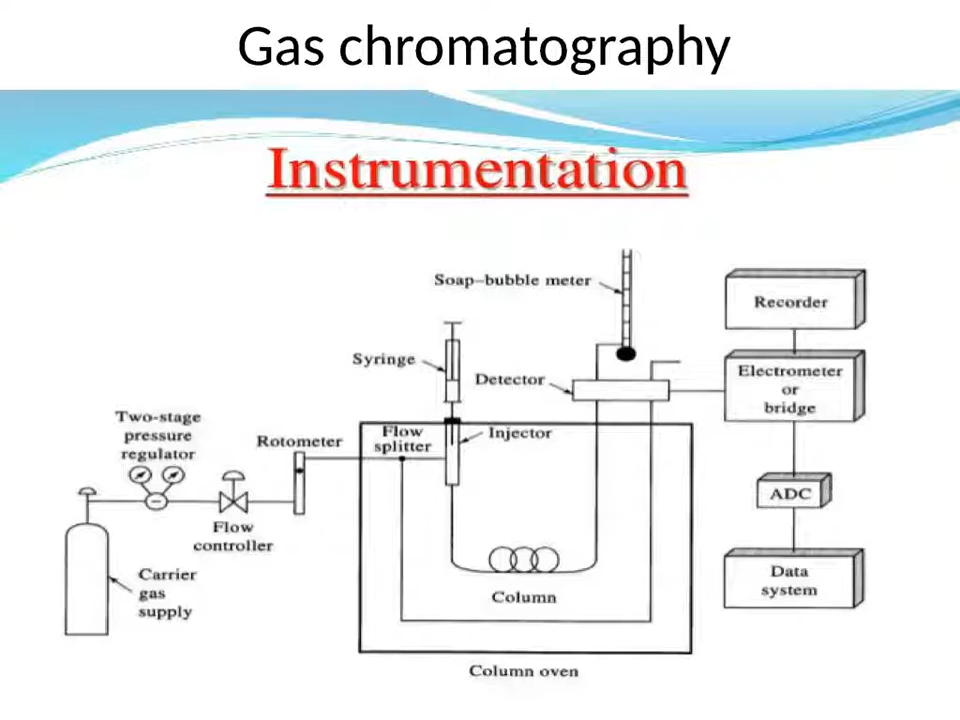 Gas chromatography
Instrumentation
Soap–bubble meter
Recorder
Syringe
Detector
Electrometer
or
bridge
Two-stage
pressure
regulator
Rotometer
Flow
splitter
Injector
ADC
Flow
controller
Carrier
gas
supply
Column
Data
system
Column oven